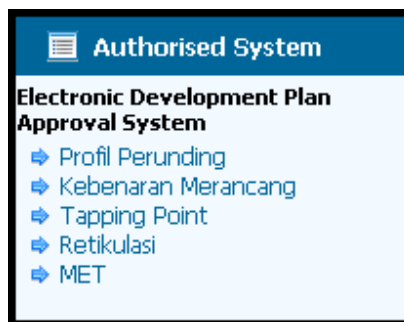 Authorised System
Electronic Development Plan
Approval System
Profil Perunding
Kebenaran Merancang
Tapping Point
Retikulasi
MET